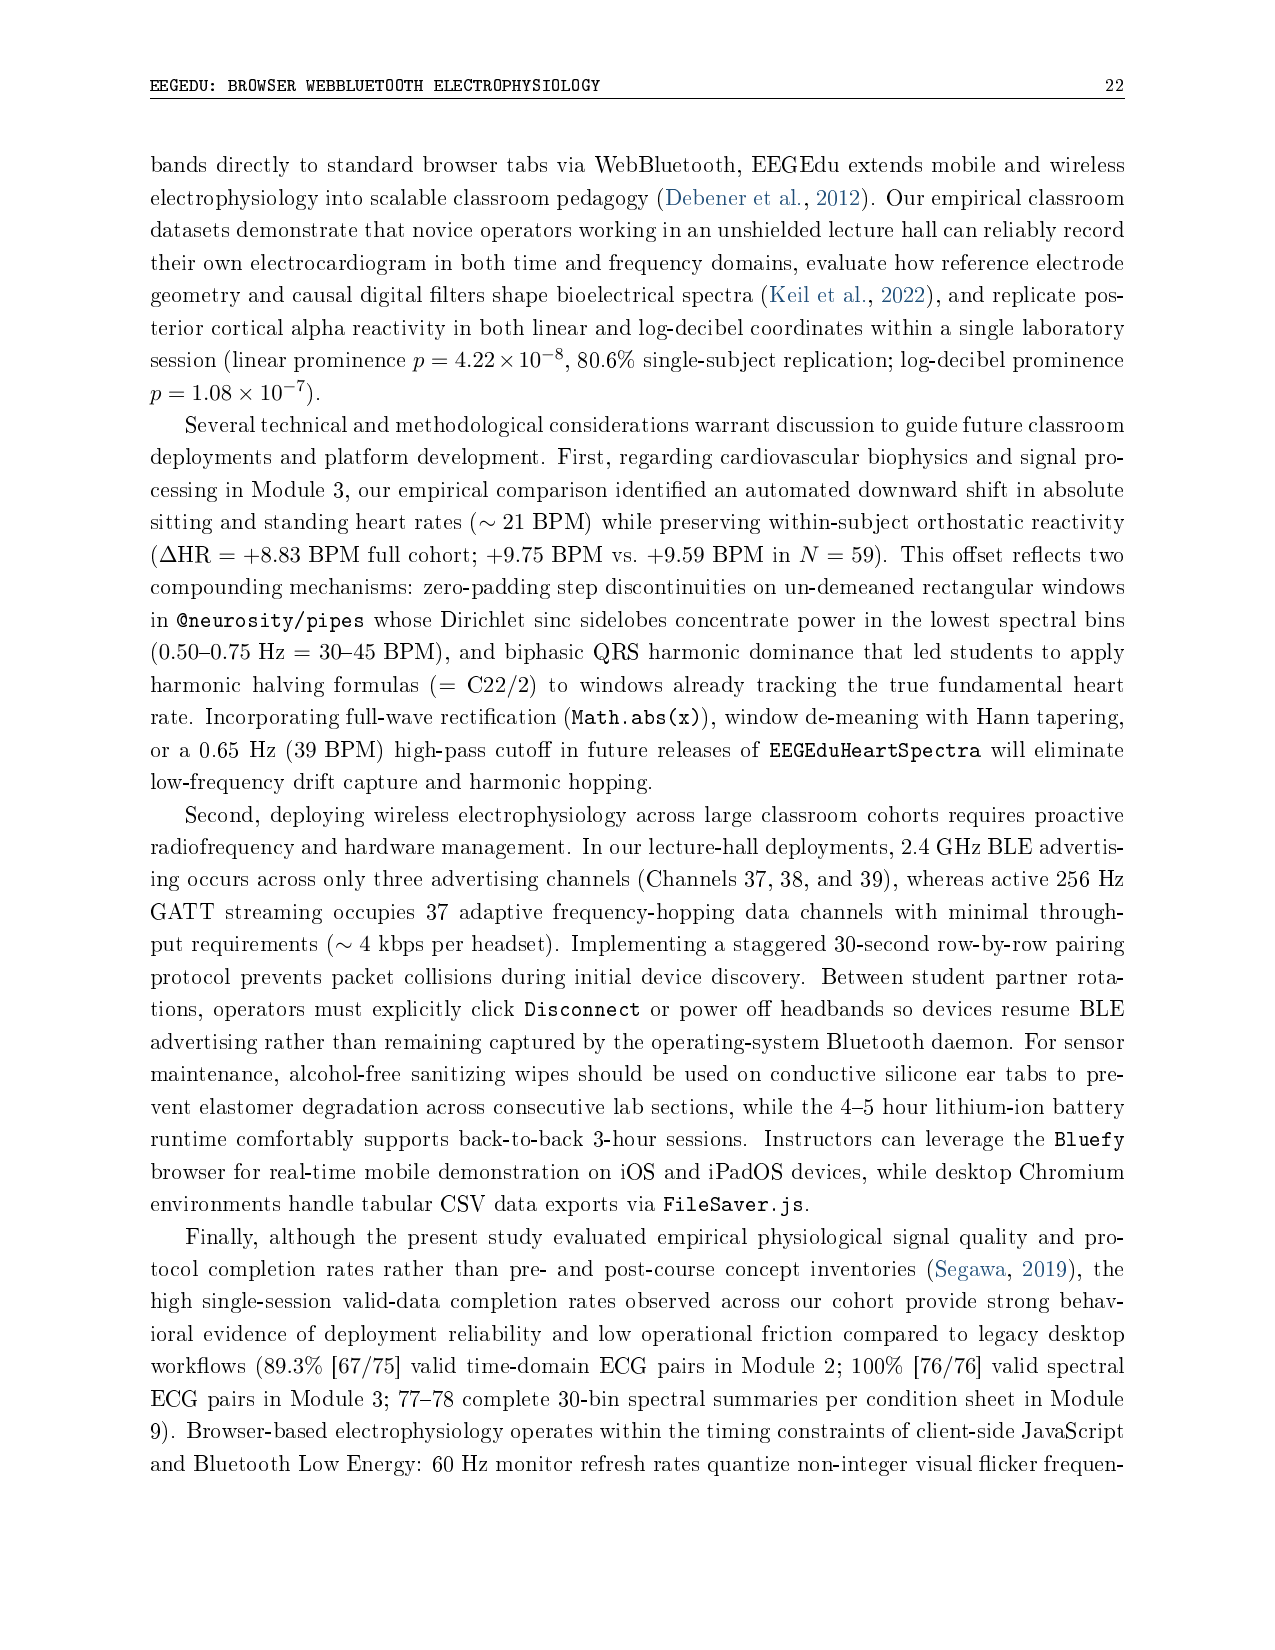 EEGEDU: BROWSER WEBBLUETOOTH ELECTROPHYSIOLOGY 22
bands directly to standard browser tabs via WebBluetooth, EEGEdu extends mobile and wireless
electrophysiology into scalable classroom pedagogy (Debener et al., 2012). Our empirical classroom
datasets demonstrate that novice operators working in an unshielded lecture hall can reliably record
their own electrocardiogram in both time and frequency domains, evaluate how reference electrode
geometry and causal digital filters shape bioelectrical spectra (Keil et al., 2022), and replicate pos-
terior cortical alpha reactivity in both linear and log-decibel coordinates within a single laboratory
session (linear prominence p = 4.22 × 10⁻⁸, 80.6% single-subject replication; log-decibel prominence
p = 1.08 × 10⁻⁷).
Several technical and methodological considerations warrant discussion to guide future classroom
deployments and platform development. First, regarding cardiovascular biophysics and signal pro-
cessing in Module 3, our empirical comparison identified an automated downward shift in absolute
sitting and standing heart rates (∼ 21 BPM) while preserving within-subject orthostatic reactivity
(ΔHR = +8.83 BPM full cohort; +9.75 BPM vs. +9.59 BPM in N = 59). This offset reflects two
compounding mechanisms: zero-padding step discontinuities on un-demeaned rectangular windows
in @neurosity/pipes whose Dirichlet sinc sidelobes concentrate power in the lowest spectral bins
(0.50–0.75 Hz = 30–45 BPM), and biphasic QRS harmonic dominance that led students to apply
harmonic halving formulas (= C22/2) to windows already tracking the true fundamental heart
rate. Incorporating full-wave rectification (Math.abs(x)), window de-meaning with Hann tapering,
or a 0.65 Hz (39 BPM) high-pass cutoff in future releases of EEGEduHeartSpectra will eliminate
low-frequency drift capture and harmonic hopping.
Second, deploying wireless electrophysiology across large classroom cohorts requires proactive
radiofrequency and hardware management. In our lecture-hall deployments, 2.4 GHz BLE advertis-
ing occurs across only three advertising channels (Channels 37, 38, and 39), whereas active 256 Hz
GATT streaming occupies 37 adaptive frequency-hopping data channels with minimal through-
put requirements (∼ 4 kbps per headset). Implementing a staggered 30-second row-by-row pairing
protocol prevents packet collisions during initial device discovery. Between student partner rota-
tions, operators must explicitly click Disconnect or power off headbands so devices resume BLE
advertising rather than remaining captured by the operating-system Bluetooth daemon. For sensor
maintenance, alcohol-free sanitizing wipes should be used on conductive silicone ear tabs to pre-
vent elastomer degradation across consecutive lab sections, while the 4–5 hour lithium-ion battery
runtime comfortably supports back-to-back 3-hour sessions. Instructors can leverage the Bluefy
browser for real-time mobile demonstration on iOS and iPadOS devices, while desktop Chromium
environments handle tabular CSV data exports via FileSaver.js.
Finally, although the present study evaluated empirical physiological signal quality and pro-
tocol completion rates rather than pre- and post-course concept inventories (Segawa, 2019), the
high single-session valid-data completion rates observed across our cohort provide strong behav-
ioral evidence of deployment reliability and low operational friction compared to legacy desktop
workflows (89.3% [67/75] valid time-domain ECG pairs in Module 2; 100% [76/76] valid spectral
ECG pairs in Module 3; 77–78 complete 30-bin spectral summaries per condition sheet in Module
9). Browser-based electrophysiology operates within the timing constraints of client-side JavaScript
and Bluetooth Low Energy: 60 Hz monitor refresh rates quantize non-integer visual flicker frequen-